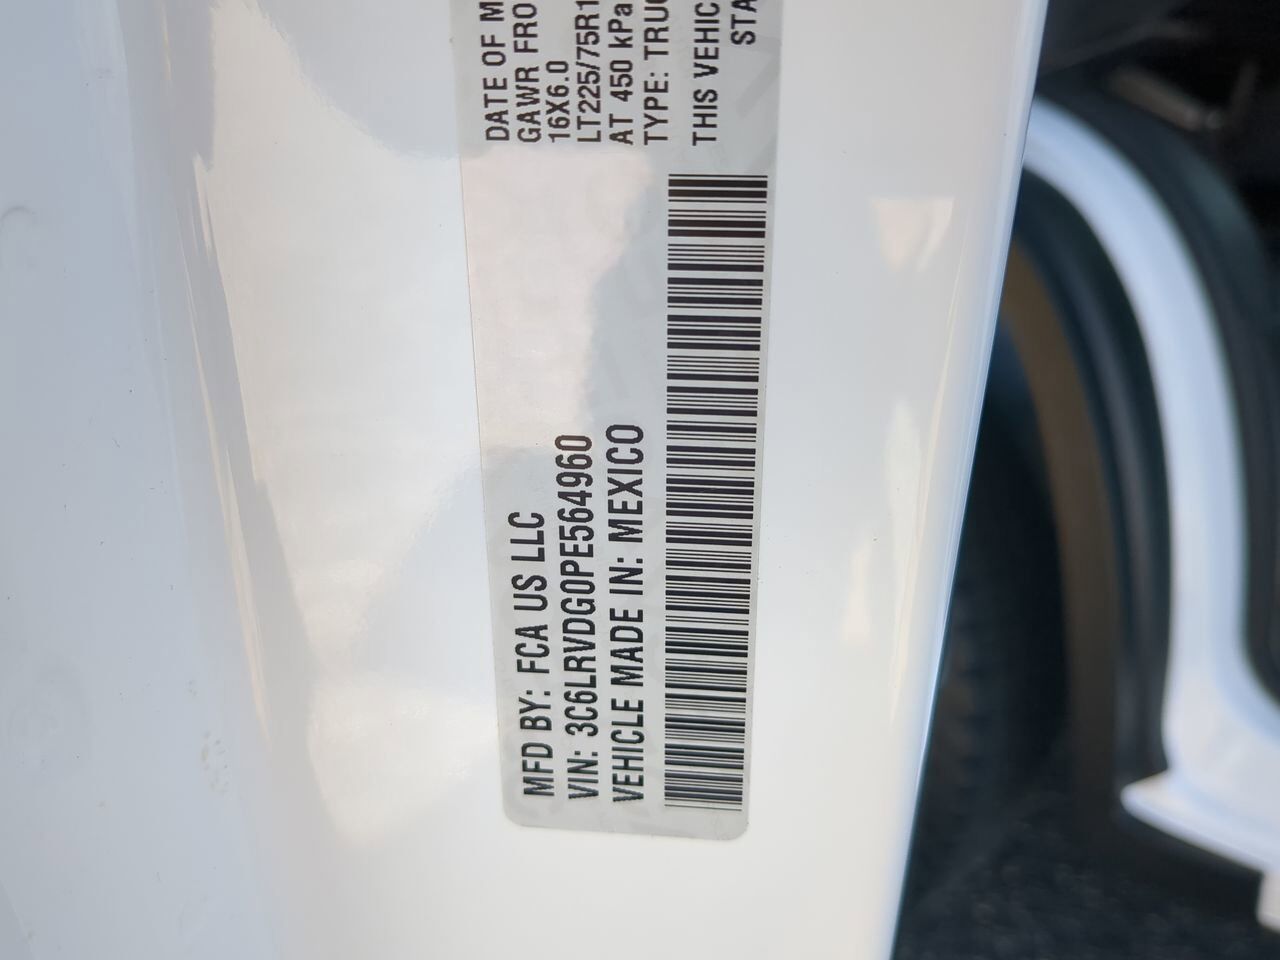 MFD BY: FCA US LLC
VIN: 3C6LRVDG0PE564960
VEHICLE MADE IN: MEXICO
DATE OF M
GAWR FRO
16X6.0
LT225/75R1
AT 450 kPa
TYPE: TRUC
THIS VEHIC
STA